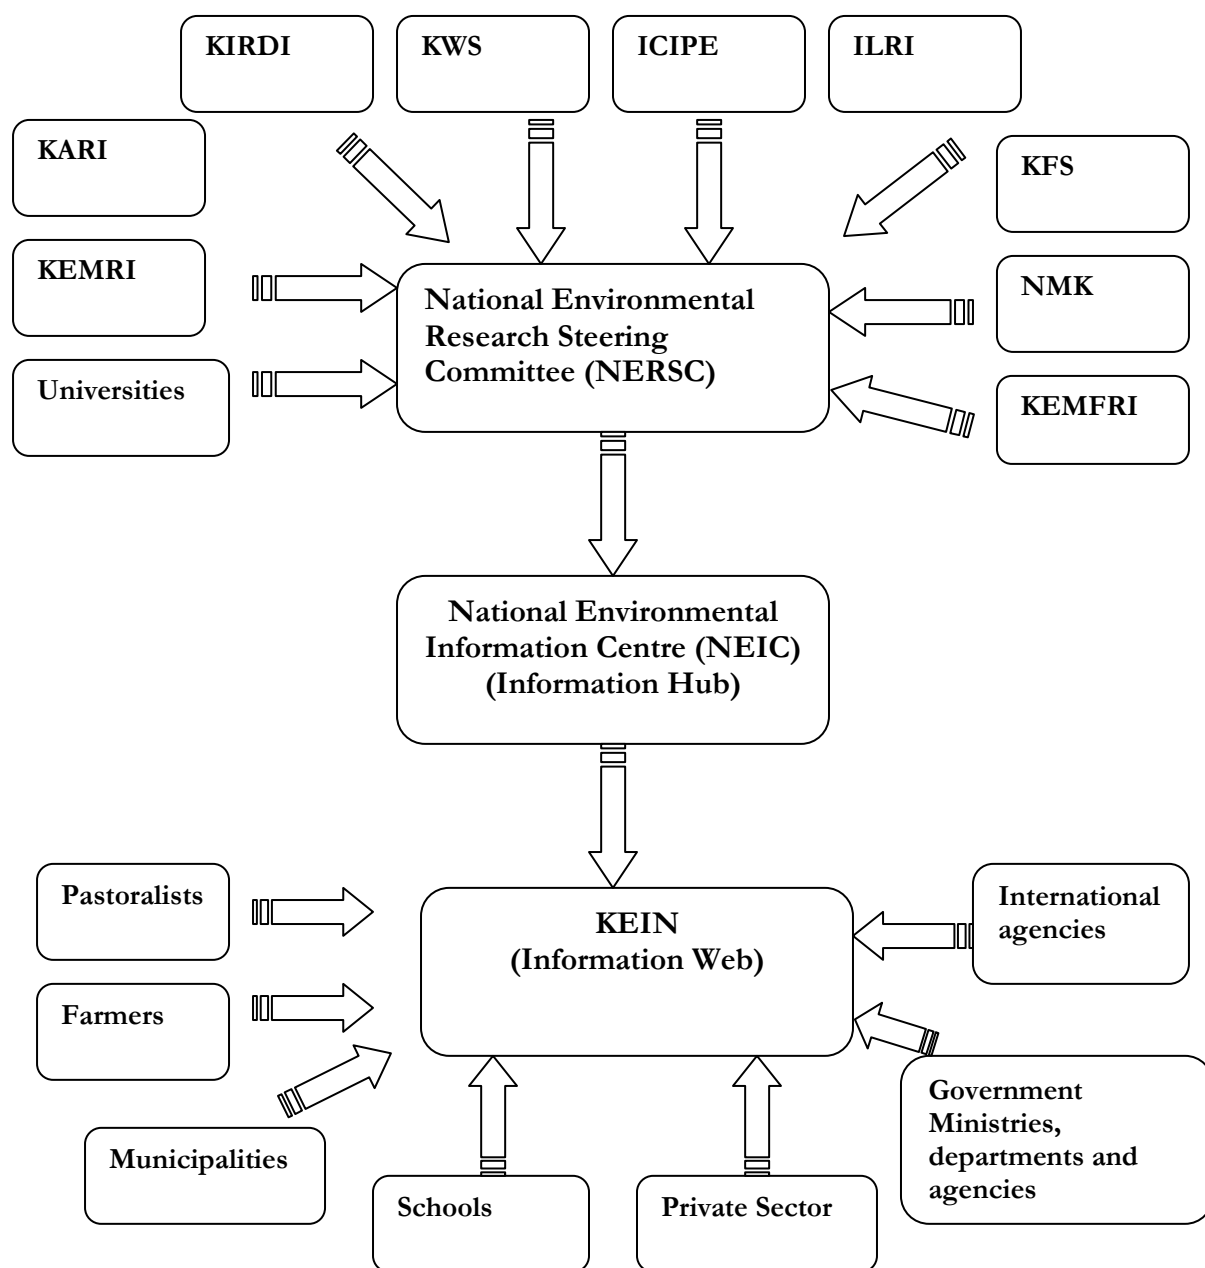 KIRDI
KWS
ICIPE
ILRI
KARI
KFS
KEMRI
National Environmental
Research Steering
Committee (NERSC)
NMK
Universities
KEMFRI
National Environmental
Information Centre (NEIC)
(Information Hub)
Pastoralists
KEIN
(Information Web)
International
agencies
Farmers
Municipalities
Government
Ministries,
departments and
agencies
Schools
Private Sector